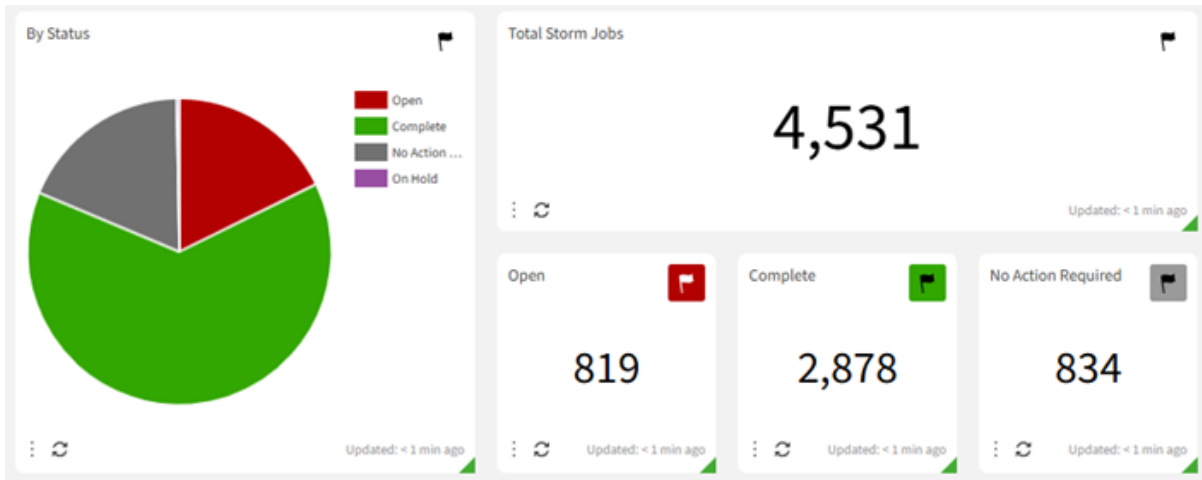 By Status
Open
Complete
No Action ...
On Hold
Updated: < 1 min ago
Total Storm Jobs
4,531
Updated: < 1 min ago
Open
819
Updated: < 1 min ago
Complete
2,878
Updated: < 1 min ago
No Action Required
834
Updated: < 1 min ago